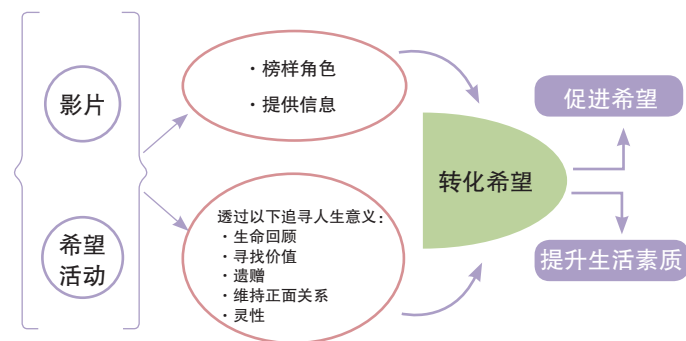 影片
希望
活动
·榜样角色
·提供信息
透过以下追寻人生意义：
·生命回顾
·寻找价值
·遗赠
·维持正面关系
·灵性
转化希望
促进希望
提升生活素质